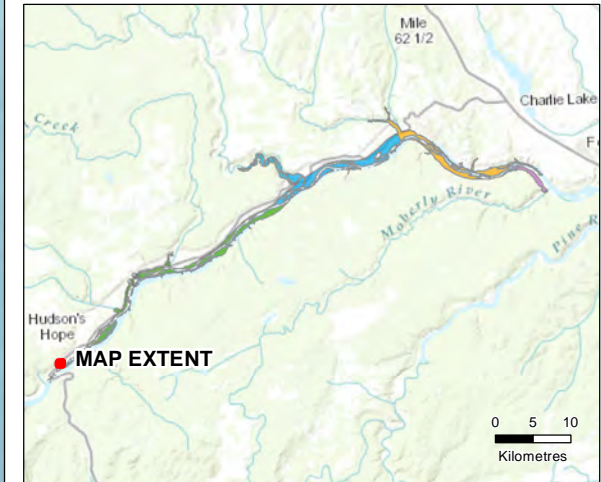 Mile
62 1/2
Charlie Lake
F
Creek
Moberly River
Pine R
Hudson's
Hope
MAP EXTENT
0 5 10
Kilometres